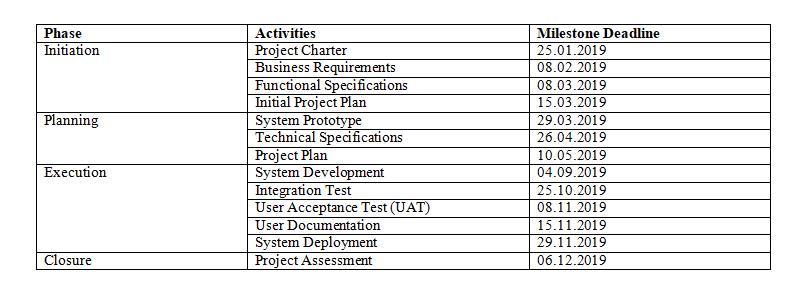 Phase Activities Milestone Deadline
Initiation Project Charter 25.01.2019
Business Requirements 08.02.2019
Functional Specifications 08.03.2019
Initial Project Plan 15.03.2019
Planning System Prototype 29.03.2019
Technical Specifications 26.04.2019
Project Plan 10.05.2019
Execution System Development 04.09.2019
Integration Test 25.10.2019
User Acceptance Test (UAT) 08.11.2019
User Documentation 15.11.2019
System Deployment 29.11.2019
Closure Project Assessment 06.12.2019